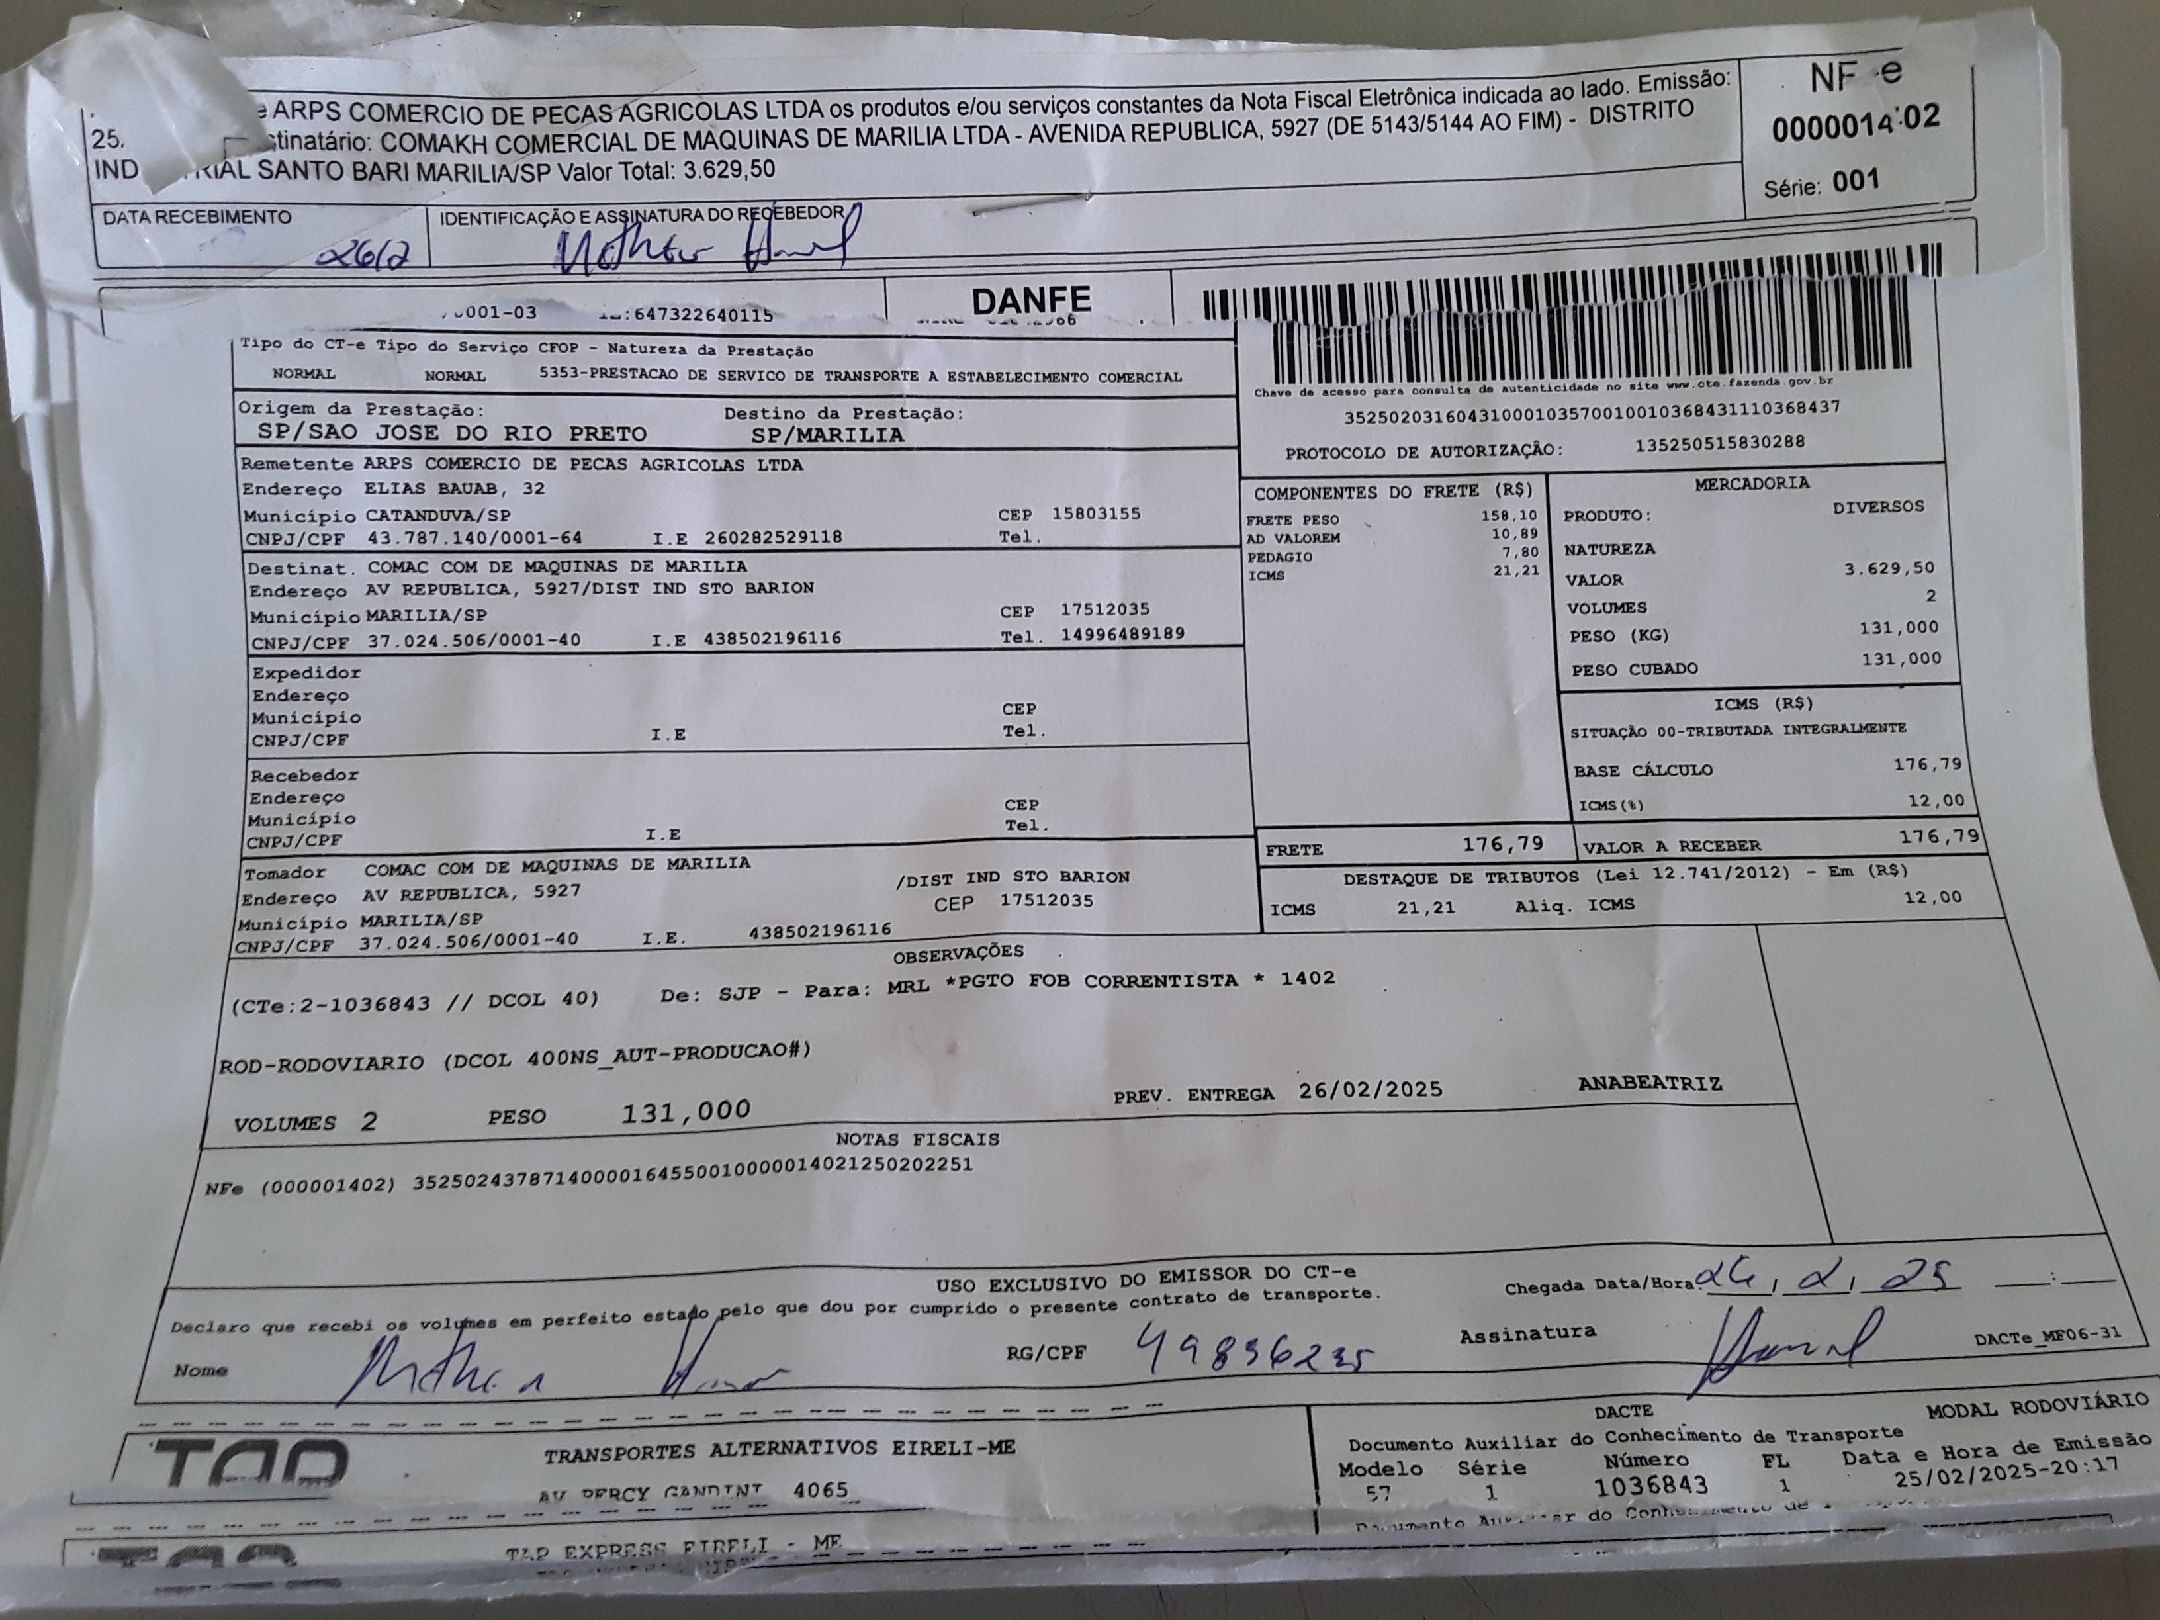 e ARPS COMERCIO DE PECAS AGRICOLAS LTDA os produtos e/ou serviços constantes da Nota Fiscal Eletrônica indicada ao lado. Emissão:
25. tinatário: COMAKH COMERCIAL DE MAQUINAS DE MARILIA LTDA - AVENIDA REPUBLICA, 5927 (DE 5143/5144 AO FIM) - DISTRITO
IND RIAL SANTO BARI MARILIA/SP Valor Total: 3.629,50
NF-e
000001402
Série: 001
DATA RECEBIMENTO
26/2
IDENTIFICAÇÃO E ASSINATURA DO RECEBEDOR
DANFE
0001-03 IE:647322640115
Tipo do CT-e Tipo do Serviço CFOP - Natureza da Prestação
NORMAL NORMAL 5353-PRESTACAO DE SERVICO DE TRANSPORTE A ESTABELECIMENTO COMERCIAL
Origem da Prestação: Destino da Prestação:
SP/SAO JOSE DO RIO PRETO SP/MARILIA
Chave de acesso para consulta de autenticidade no site www.cte.fazenda.gov.br
35250203160431000103570010010368431110368437
PROTOCOLO DE AUTORIZAÇÃO: 135250515830288
Remetente ARPS COMERCIO DE PECAS AGRICOLAS LTDA
Endereço ELIAS BAUAB, 32
Município CATANDUVA/SP CEP 15803155
CNPJ/CPF 43.787.140/0001-64 I.E 260282529118 Tel.
Destinat. COMAC COM DE MAQUINAS DE MARILIA
Endereço AV REPUBLICA, 5927/DIST IND STO BARION
Município MARILIA/SP CEP 17512035
CNPJ/CPF 37.024.506/0001-40 I.E 438502196116 Tel. 14996489189
Expedidor
Endereço
Município CEP
CNPJ/CPF I.E Tel.
Recebedor
Endereço
Município CEP
CNPJ/CPF I.E Tel.
Tomador COMAC COM DE MAQUINAS DE MARILIA
Endereço AV REPUBLICA, 5927 /DIST IND STO BARION
Município MARILIA/SP CEP 17512035
CNPJ/CPF 37.024.506/0001-40 I.E. 438502196116
COMPONENTES DO FRETE (R$)
FRETE PESO 158,10
AD VALOREM 10,89
PEDAGIO 7,80
ICMS 21,21
MERCADORIA
PRODUTO: DIVERSOS
NATUREZA
VALOR 3.629,50
VOLUMES 2
PESO (KG) 131,000
PESO CUBADO 131,000
ICMS (R$)
SITUAÇÃO 00-TRIBUTADA INTEGRALMENTE
BASE CÁLCULO 176,79
ICMS(%) 12,00
FRETE 176,79 VALOR A RECEBER 176,79
DESTAQUE DE TRIBUTOS (Lei 12.741/2012) - Em (R$)
ICMS 21,21 Aliq. ICMS 12,00
OBSERVAÇÕES
(CTe:2-1036843 // DCOL 40) De: SJP - Para: MRL *PGTO FOB CORRENTISTA * 1402
ROD-RODOVIARIO (DCOL 400NS_AUT-PRODUCAO#)
VOLUMES 2 PESO 131,000 PREV. ENTREGA 26/02/2025 ANABEATRIZ
NOTAS FISCAIS
NFe (000001402) 35250243787140000164550010000014021250202251
USO EXCLUSIVO DO EMISSOR DO CT-e
Declaro que recebi os volumes em perfeito estado pelo que dou por cumprido o presente contrato de transporte.
Chegada Data/Hora 26, 2, 25 :
Nome RG/CPF 49836235 Assinatura DACTe_MF06-31
TAP
TRANSPORTES ALTERNATIVOS EIRELI-ME
AV PERCY GANDINI 4065
DACTE MODAL RODOVIÁRIO
Documento Auxiliar do Conhecimento de Transporte
Modelo Série Número FL Data e Hora de Emissão
57 1 1036843 1 25/02/2025-20:17
TAP
TAP EXPRESS EIRELI - ME
Documento Auxiliar do Conhecimento de